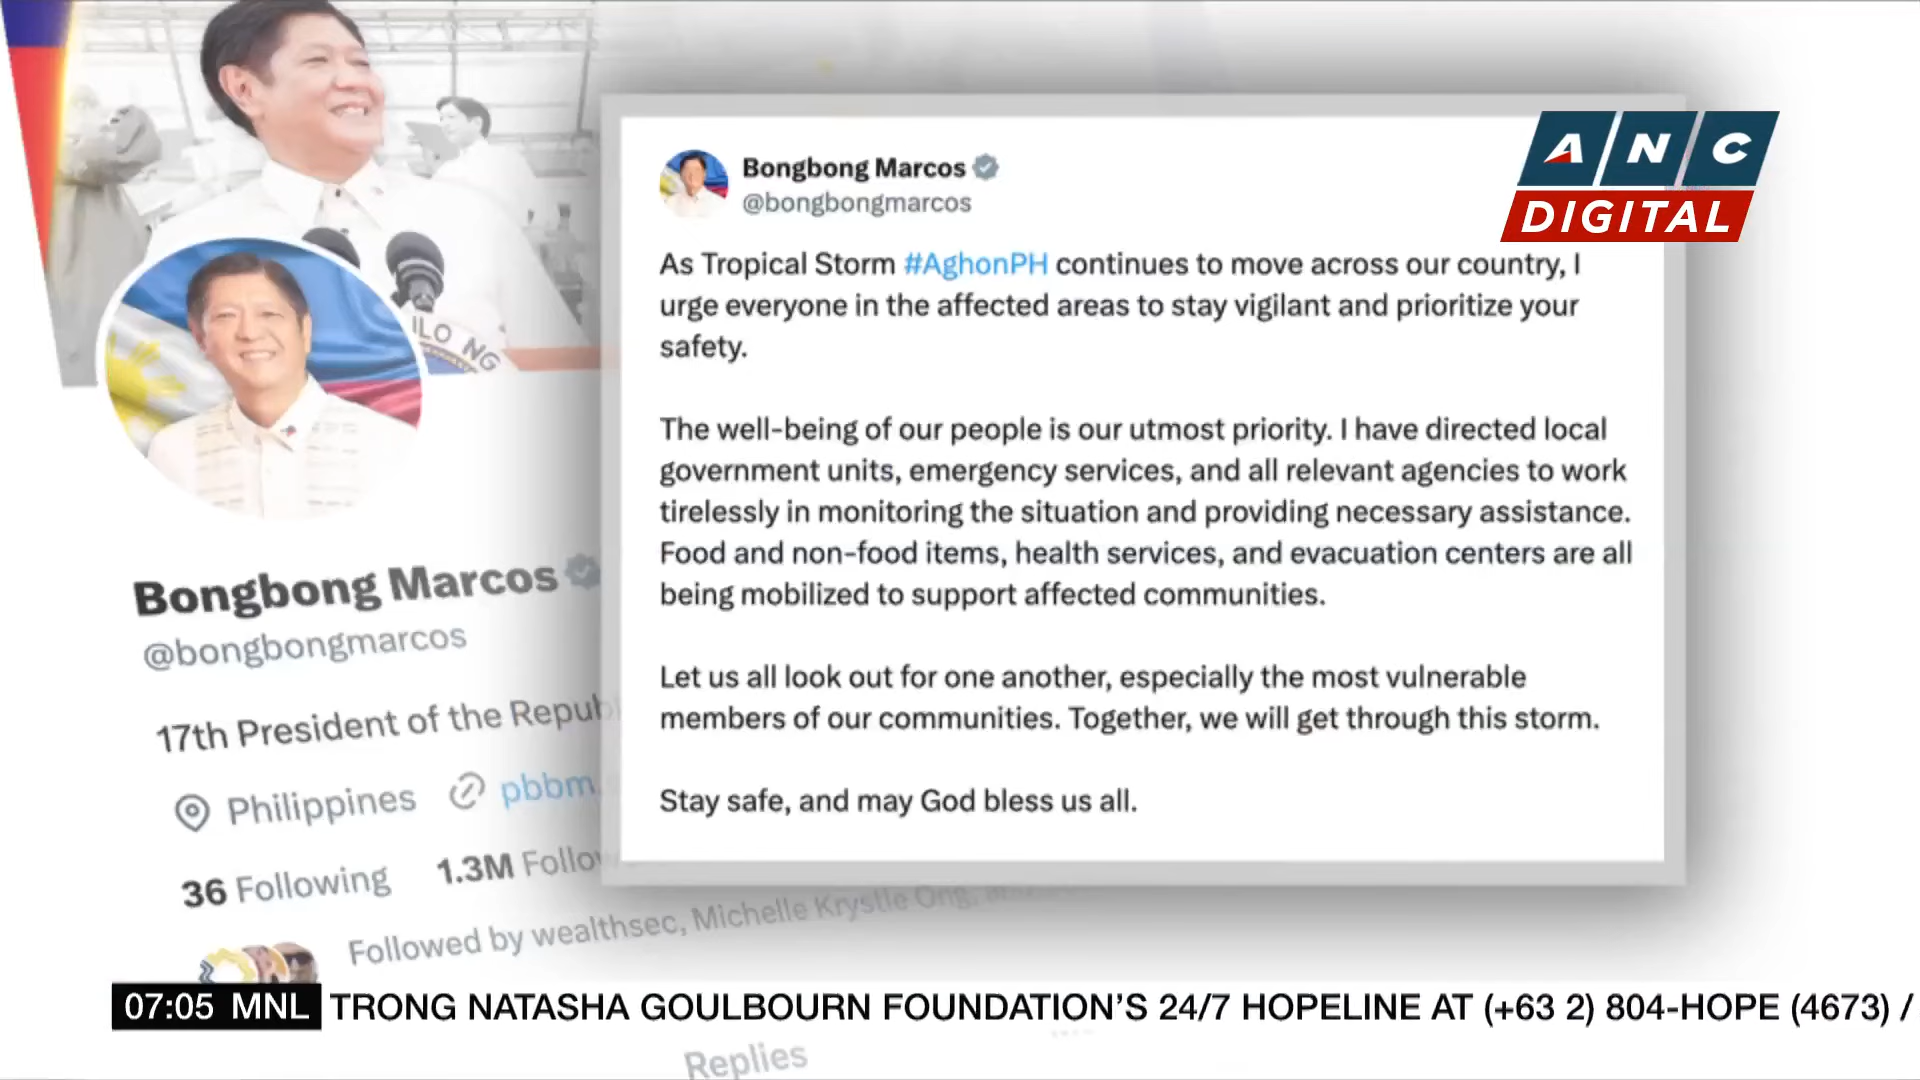 ANC
DIGITAL
Bongbong Marcos
@bongbongmarcos
As Tropical Storm #AghonPH continues to move across our country, I
urge everyone in the affected areas to stay vigilant and prioritize your
safety.
The well-being of our people is our utmost priority. I have directed local
government units, emergency services, and all relevant agencies to work
tirelessly in monitoring the situation and providing necessary assistance.
Food and non-food items, health services, and evacuation centers are all
being mobilized to support affected communities.
Let us all look out for one another, especially the most vulnerable
members of our communities. Together, we will get through this storm.
Stay safe, and may God bless us all.
ILO NG
Bongbong Marcos
@bongbongmarcos
17th President of the Repub
Philippines pbbm.
36 Following 1.3M Follo
Followed by wealthsec, Michelle Krystle Ong,
07:05 MNL TRONG NATASHA GOULBOURN FOUNDATION'S 24/7 HOPELINE AT (+63 2) 804-HOPE (4673) /
Replies